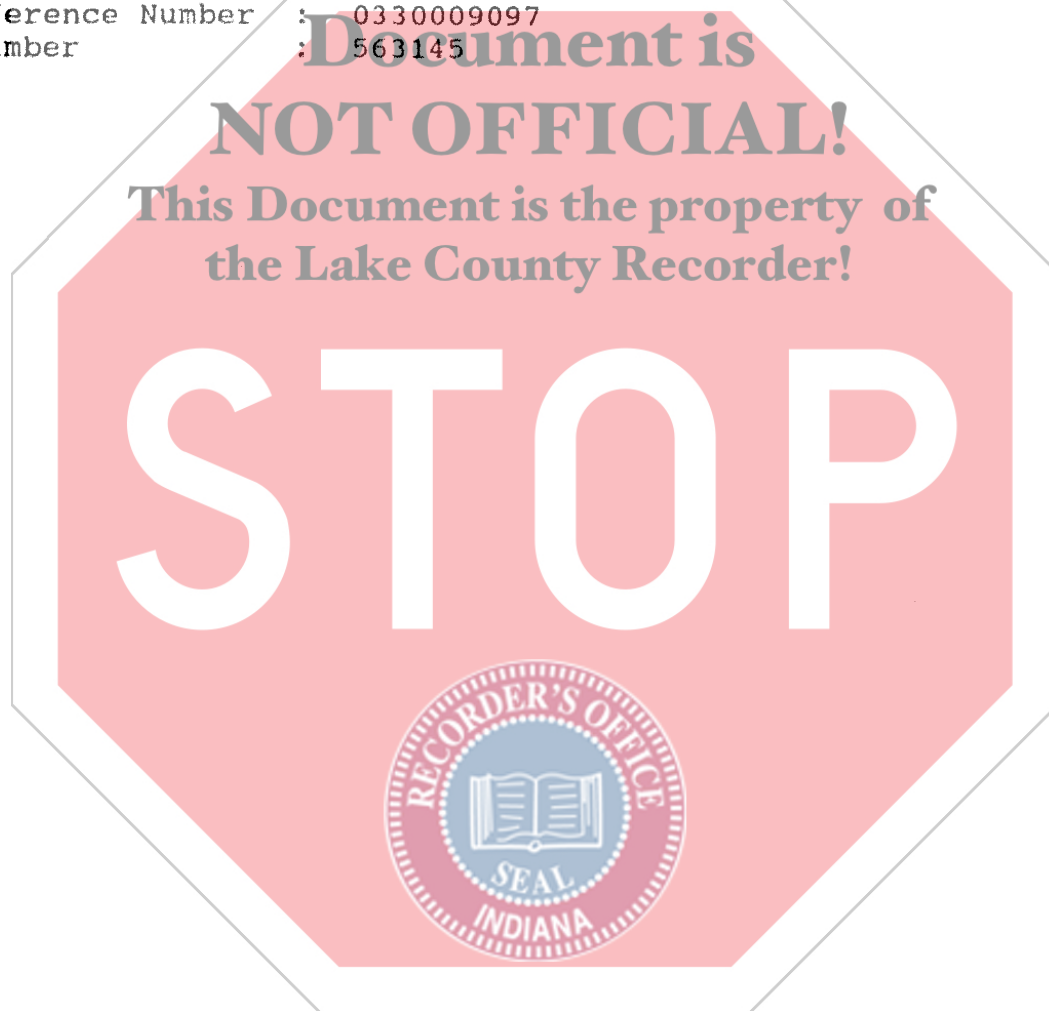 erence Number : 0330009097
mber : 563145
Document is
NOT OFFICIAL!
This Document is the property of
the Lake County Recorder!
STOP
RECORDER'S OFFICE
SEAL
INDIANA